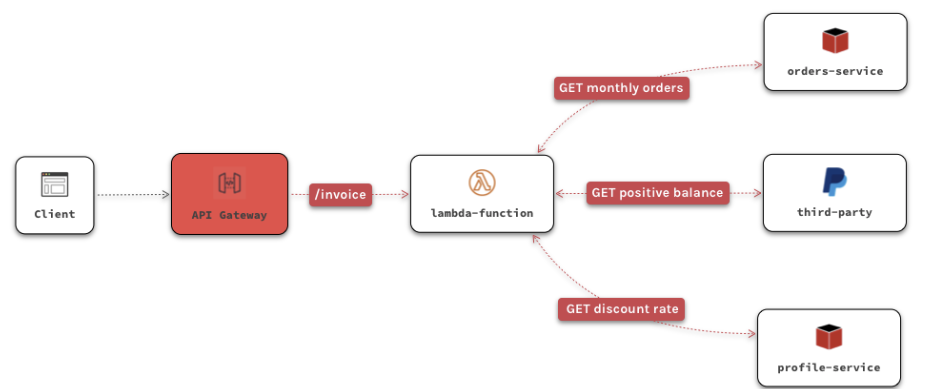 orders-service
GET monthly orders
Client
API Gateway
/invoice
lambda-function
GET positive balance
third-party
GET discount rate
profile-service